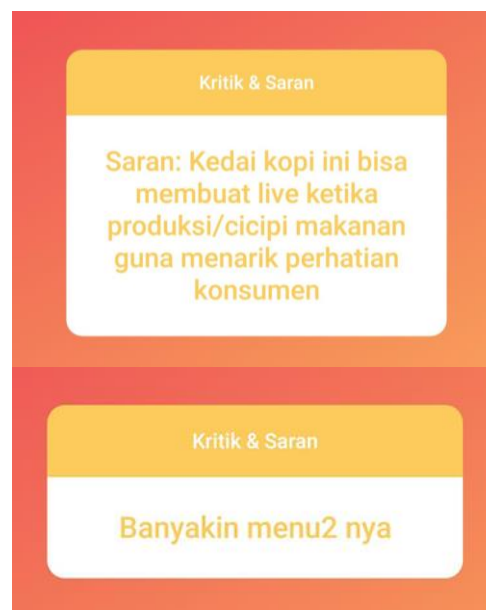 Kritik & Saran
Saran: Kedai kopi ini bisa
membuat live ketika
produksi/cicipi makanan
guna menarik perhatian
konsumen
Kritik & Saran
Banyakin menu2 nya